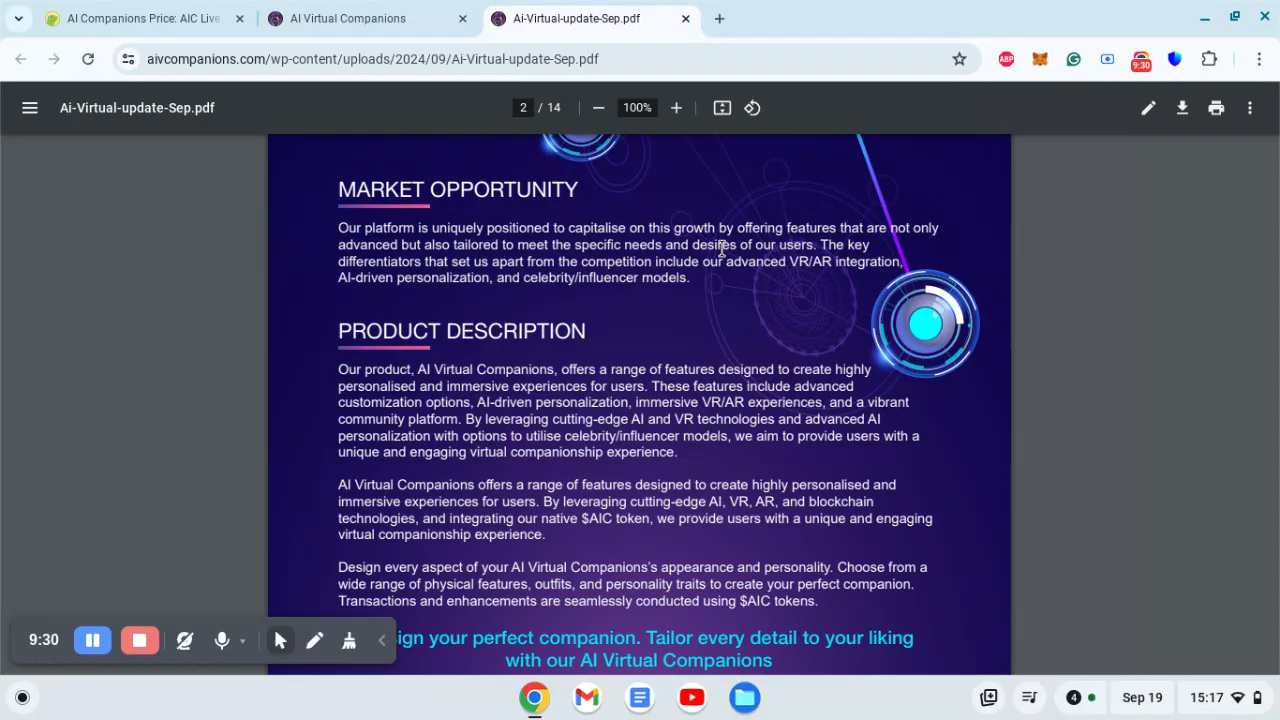 AI Companions Price: AIC Live
AI Virtual Companions
Ai-Virtual-update-Sep.pdf
aivcompanions.com/wp-content/uploads/2024/09/Ai-Virtual-update-Sep.pdf
ABP
9:30
Ai-Virtual-update-Sep.pdf
2 / 14
100%
MARKET OPPORTUNITY
Our platform is uniquely positioned to capitalise on this growth by offering features that are not only
advanced but also tailored to meet the specific needs and desires of our users. The key
differentiators that set us apart from the competition include our advanced VR/AR integration,
AI-driven personalization, and celebrity/influencer models.
PRODUCT DESCRIPTION
Our product, AI Virtual Companions, offers a range of features designed to create highly
personalised and immersive experiences for users. These features include advanced
customization options, AI-driven personalization, immersive VR/AR experiences, and a vibrant
community platform. By leveraging cutting-edge AI and VR technologies and advanced AI
personalization with options to utilise celebrity/influencer models, we aim to provide users with a
unique and engaging virtual companionship experience.
AI Virtual Companions offers a range of features designed to create highly personalised and
immersive experiences for users. By leveraging cutting-edge AI, VR, AR, and blockchain
technologies, and integrating our native $AIC token, we provide users with a unique and engaging
virtual companionship experience.
Design every aspect of your AI Virtual Companions's appearance and personality. Choose from a
wide range of physical features, outfits, and personality traits to create your perfect companion.
Transactions and enhancements are seamlessly conducted using $AIC tokens.
sign your perfect companion. Tailor every detail to your liking
with our AI Virtual Companions
9:30
4
Sep 19
15:17